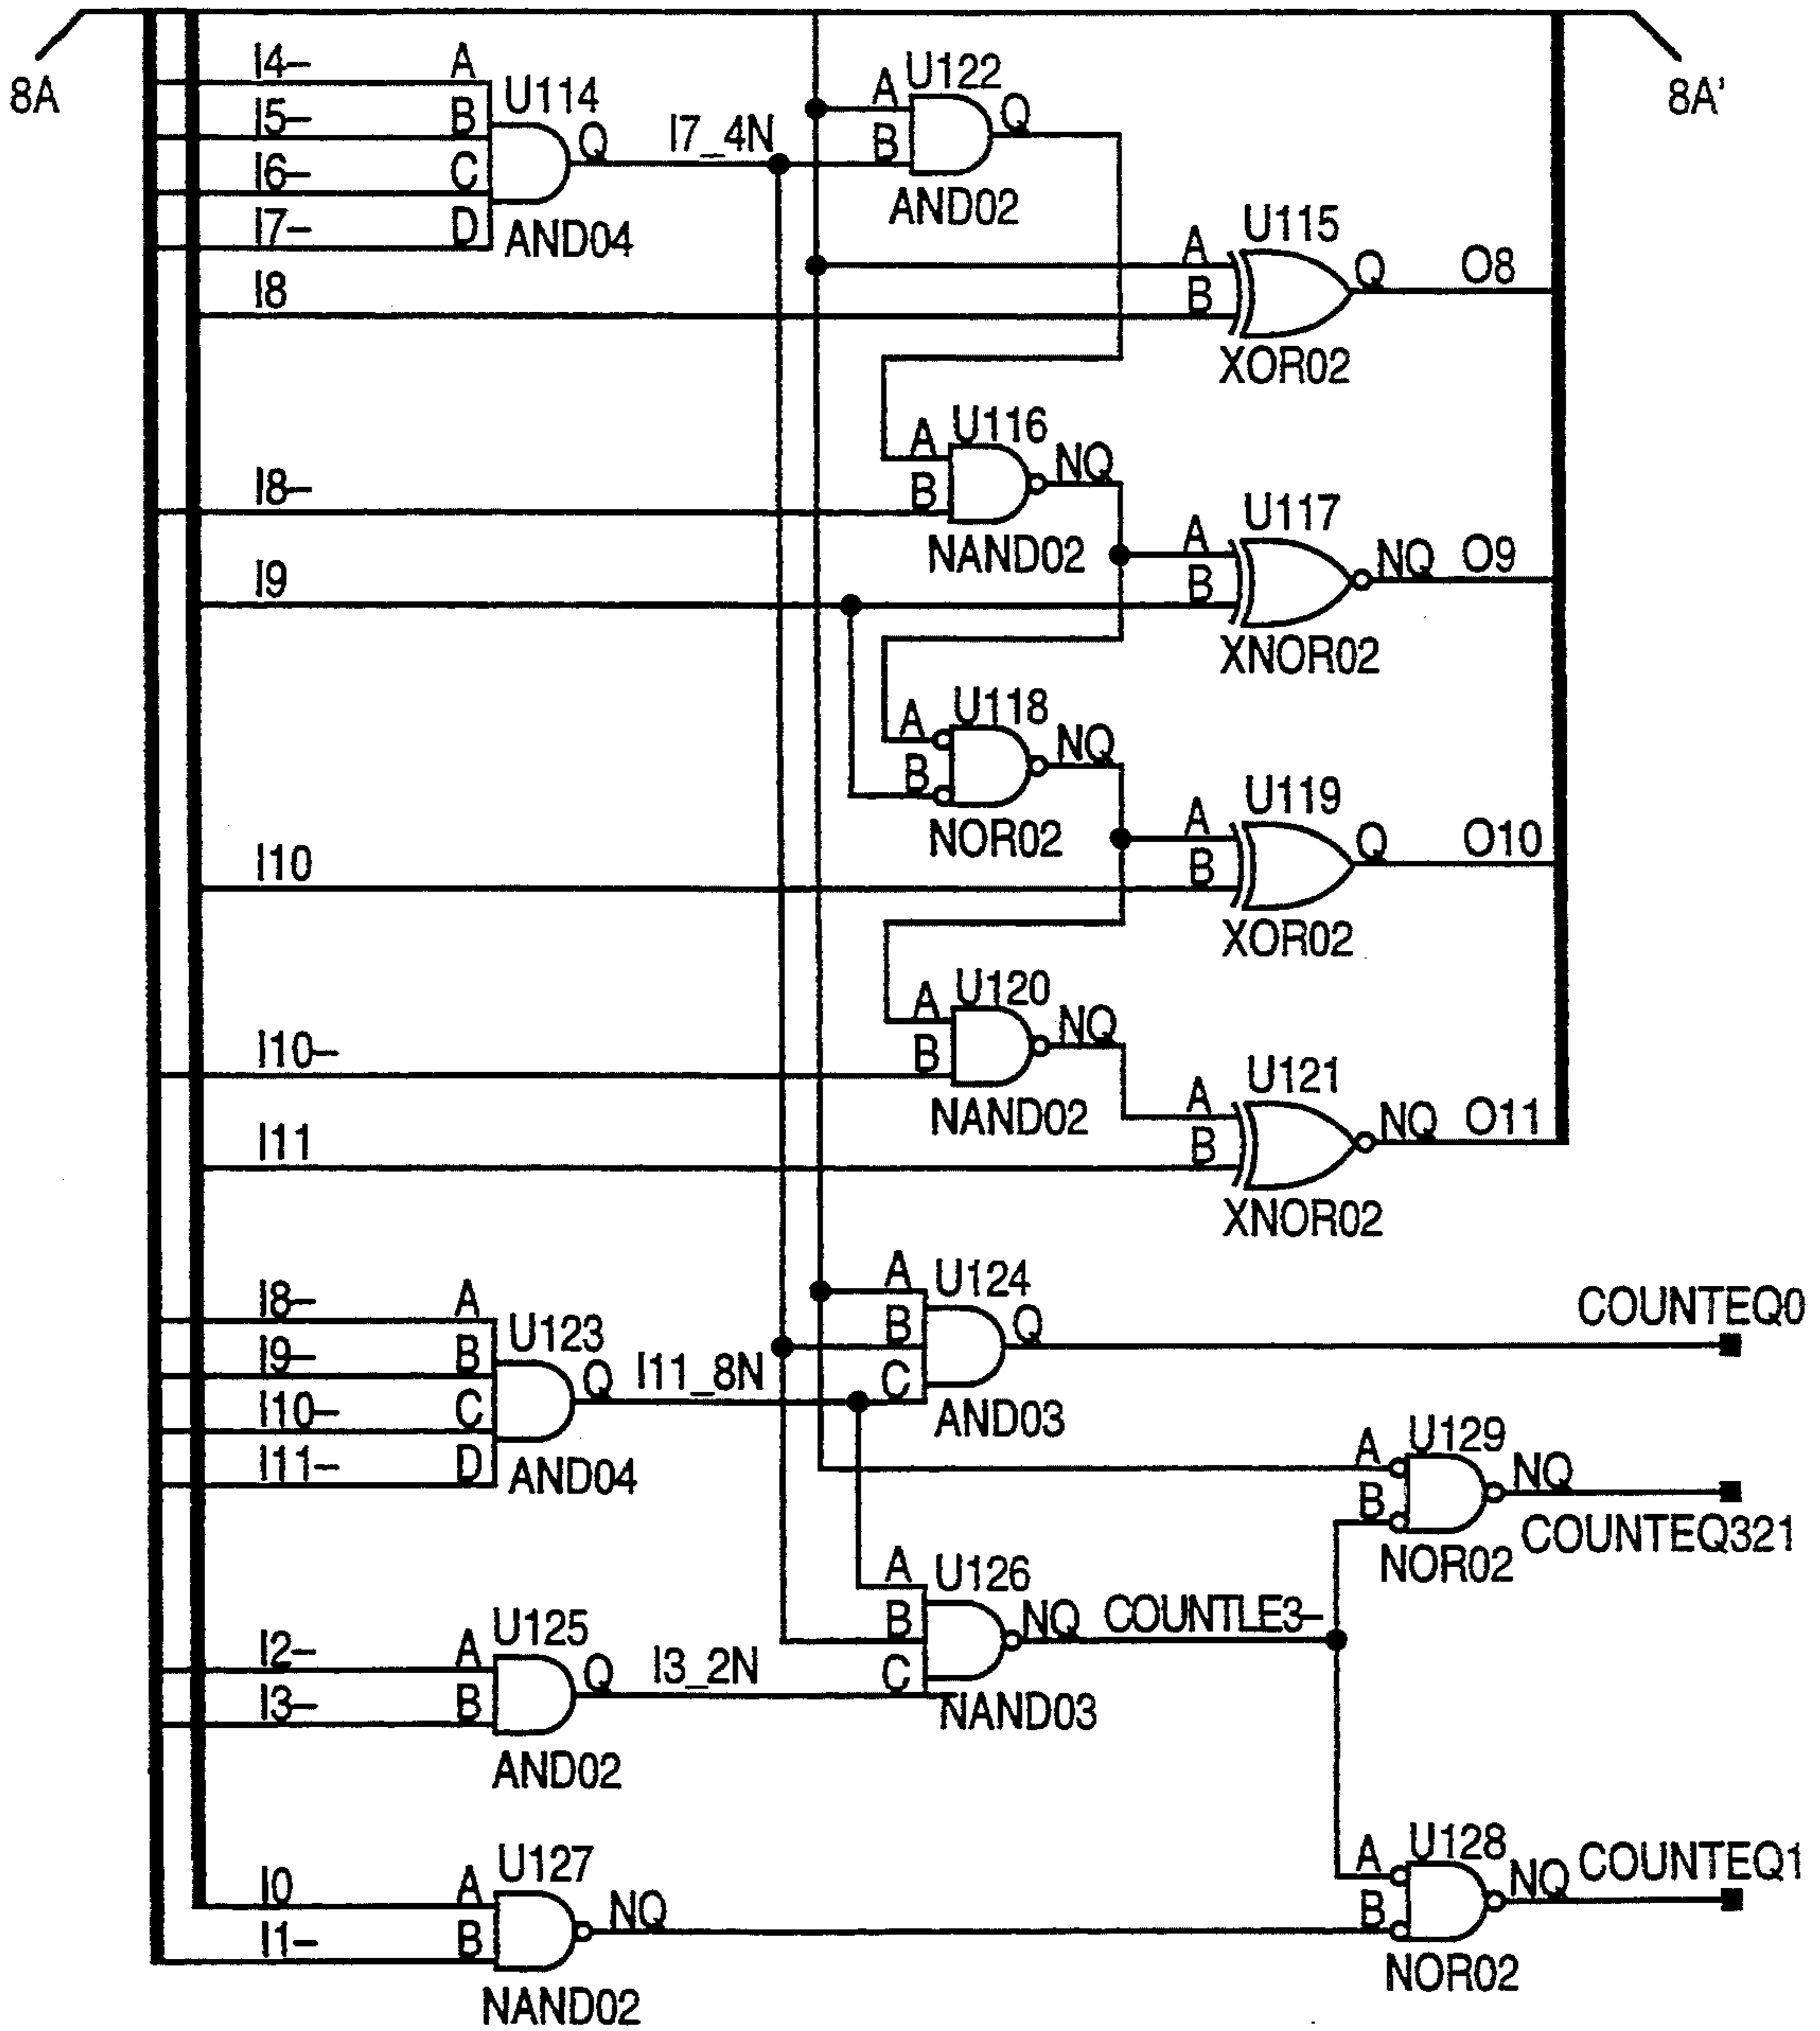 8A
8A'
I4–
A
I5–
B
I6–
C
I7–
D
U114
Q
AND04
I7_4N
A
B
U122
Q
AND02
I8
A
B
U115
Q
O8
XOR02
I8–
A
B
U116
NQ
NAND02
I9
A
B
U117
NQ
O9
XNOR02
A
B
U118
NQ
NOR02
I10
A
B
U119
Q
O10
XOR02
I10–
A
B
U120
NQ
NAND02
I11
A
B
U121
NQ
O11
XNOR02
I8–
A
I9–
B
I10–
C
I11–
D
U123
Q
AND04
I11_8N
A
B
C
U124
Q
AND03
COUNTEQ0
A
B
U129
NQ
NOR02
COUNTEQ321
A
B
C
U126
NQ
NAND03
COUNTLE3–
I2–
A
I3–
B
U125
Q
AND02
I3_2N
I0
A
I1–
B
U127
NQ
NAND02
A
B
U128
NQ
NOR02
COUNTEQ1